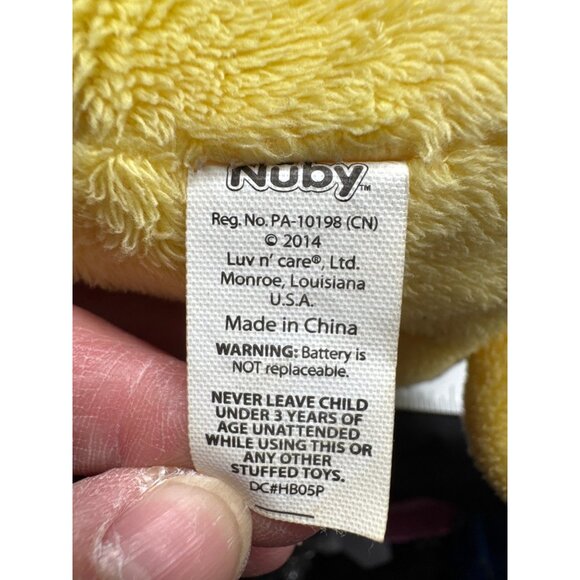 Nûby™
Reg. No. PA-10198 (CN)
© 2014
Luv n' care®, Ltd.
Monroe, Louisiana
U.S.A.
Made in China
WARNING: Battery is
NOT replaceable.
NEVER LEAVE CHILD
UNDER 3 YEARS OF
AGE UNATTENDED
WHILE USING THIS OR
ANY OTHER
STUFFED TOYS.
DC#HB05P